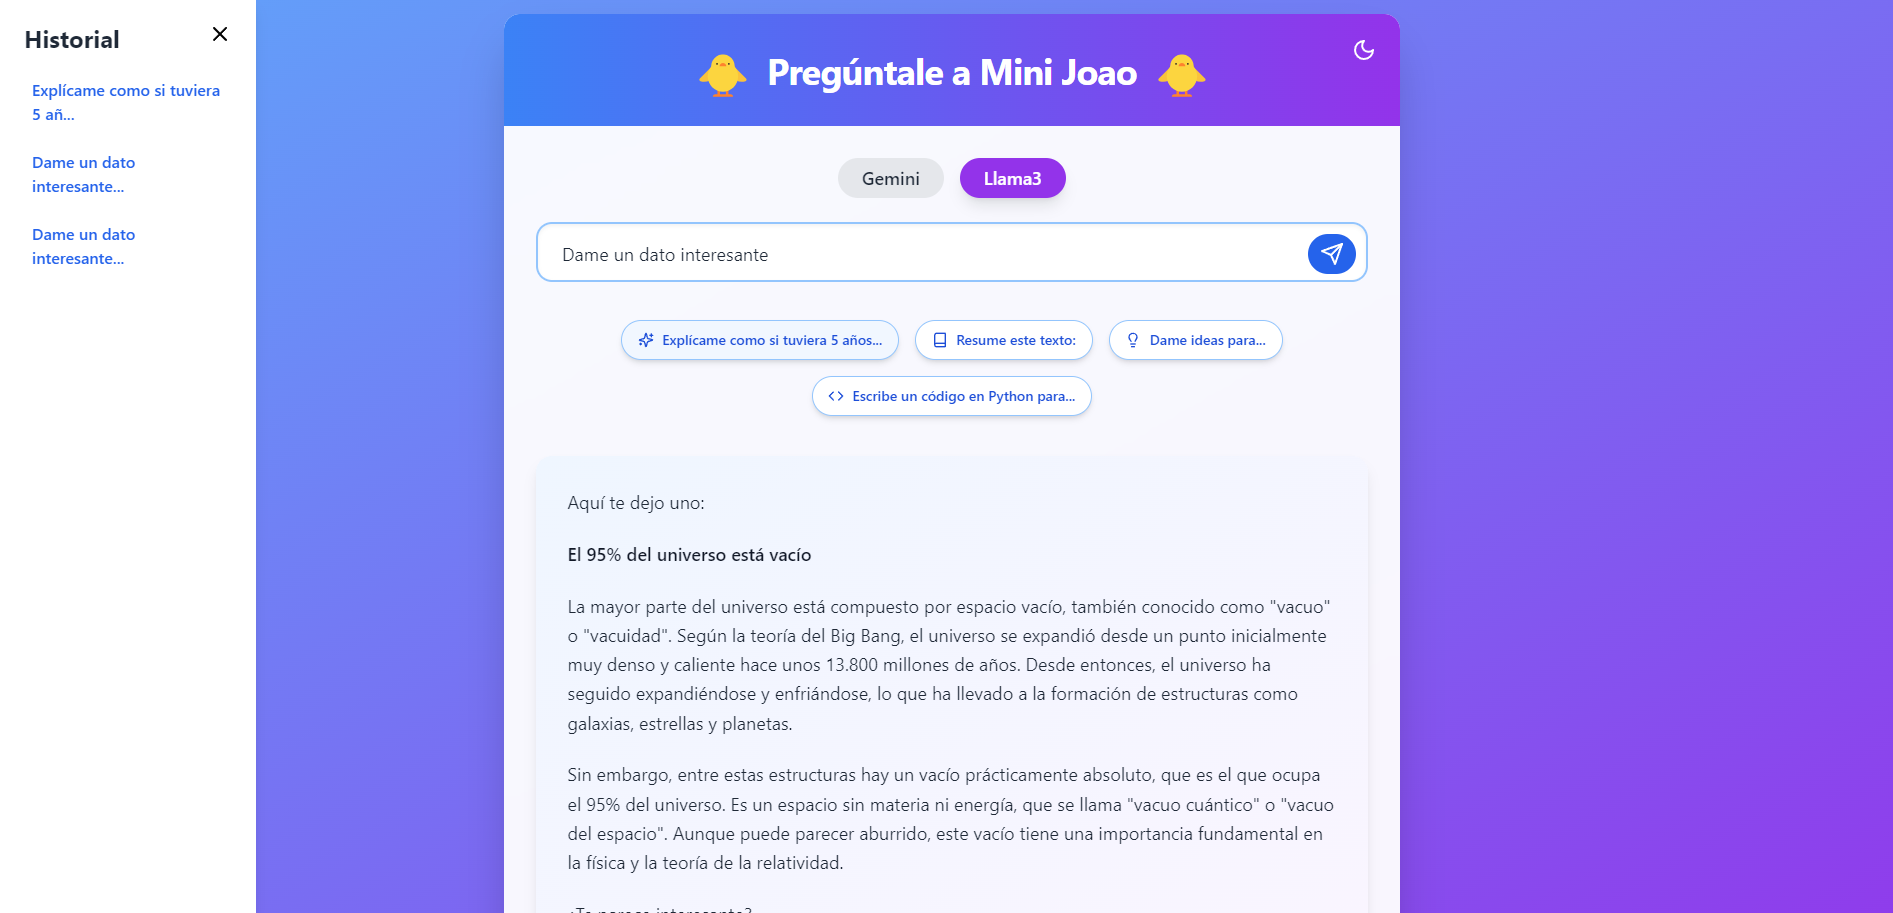 Historial
Explícame como si tuviera
5 añ...
Dame un dato
interesante...
Dame un dato
interesante...
Pregúntale a Mini Joao
Gemini
Llama3
Dame un dato interesante
Explícame como si tuviera 5 años...
Resume este texto:
Dame ideas para...
Escribe un código en Python para...
Aquí te dejo uno:
El 95% del universo está vacío
La mayor parte del universo está compuesto por espacio vacío, también conocido como "vacuo"
o "vacuidad". Según la teoría del Big Bang, el universo se expandió desde un punto inicialmente
muy denso y caliente hace unos 13.800 millones de años. Desde entonces, el universo ha
seguido expandiéndose y enfriándose, lo que ha llevado a la formación de estructuras como
galaxias, estrellas y planetas.
Sin embargo, entre estas estructuras hay un vacío prácticamente absoluto, que es el que ocupa
el 95% del universo. Es un espacio sin materia ni energía, que se llama "vacuo cuántico" o "vacuo
del espacio". Aunque puede parecer aburrido, este vacío tiene una importancia fundamental en
la física y la teoría de la relatividad.
¿Te parece interesante?